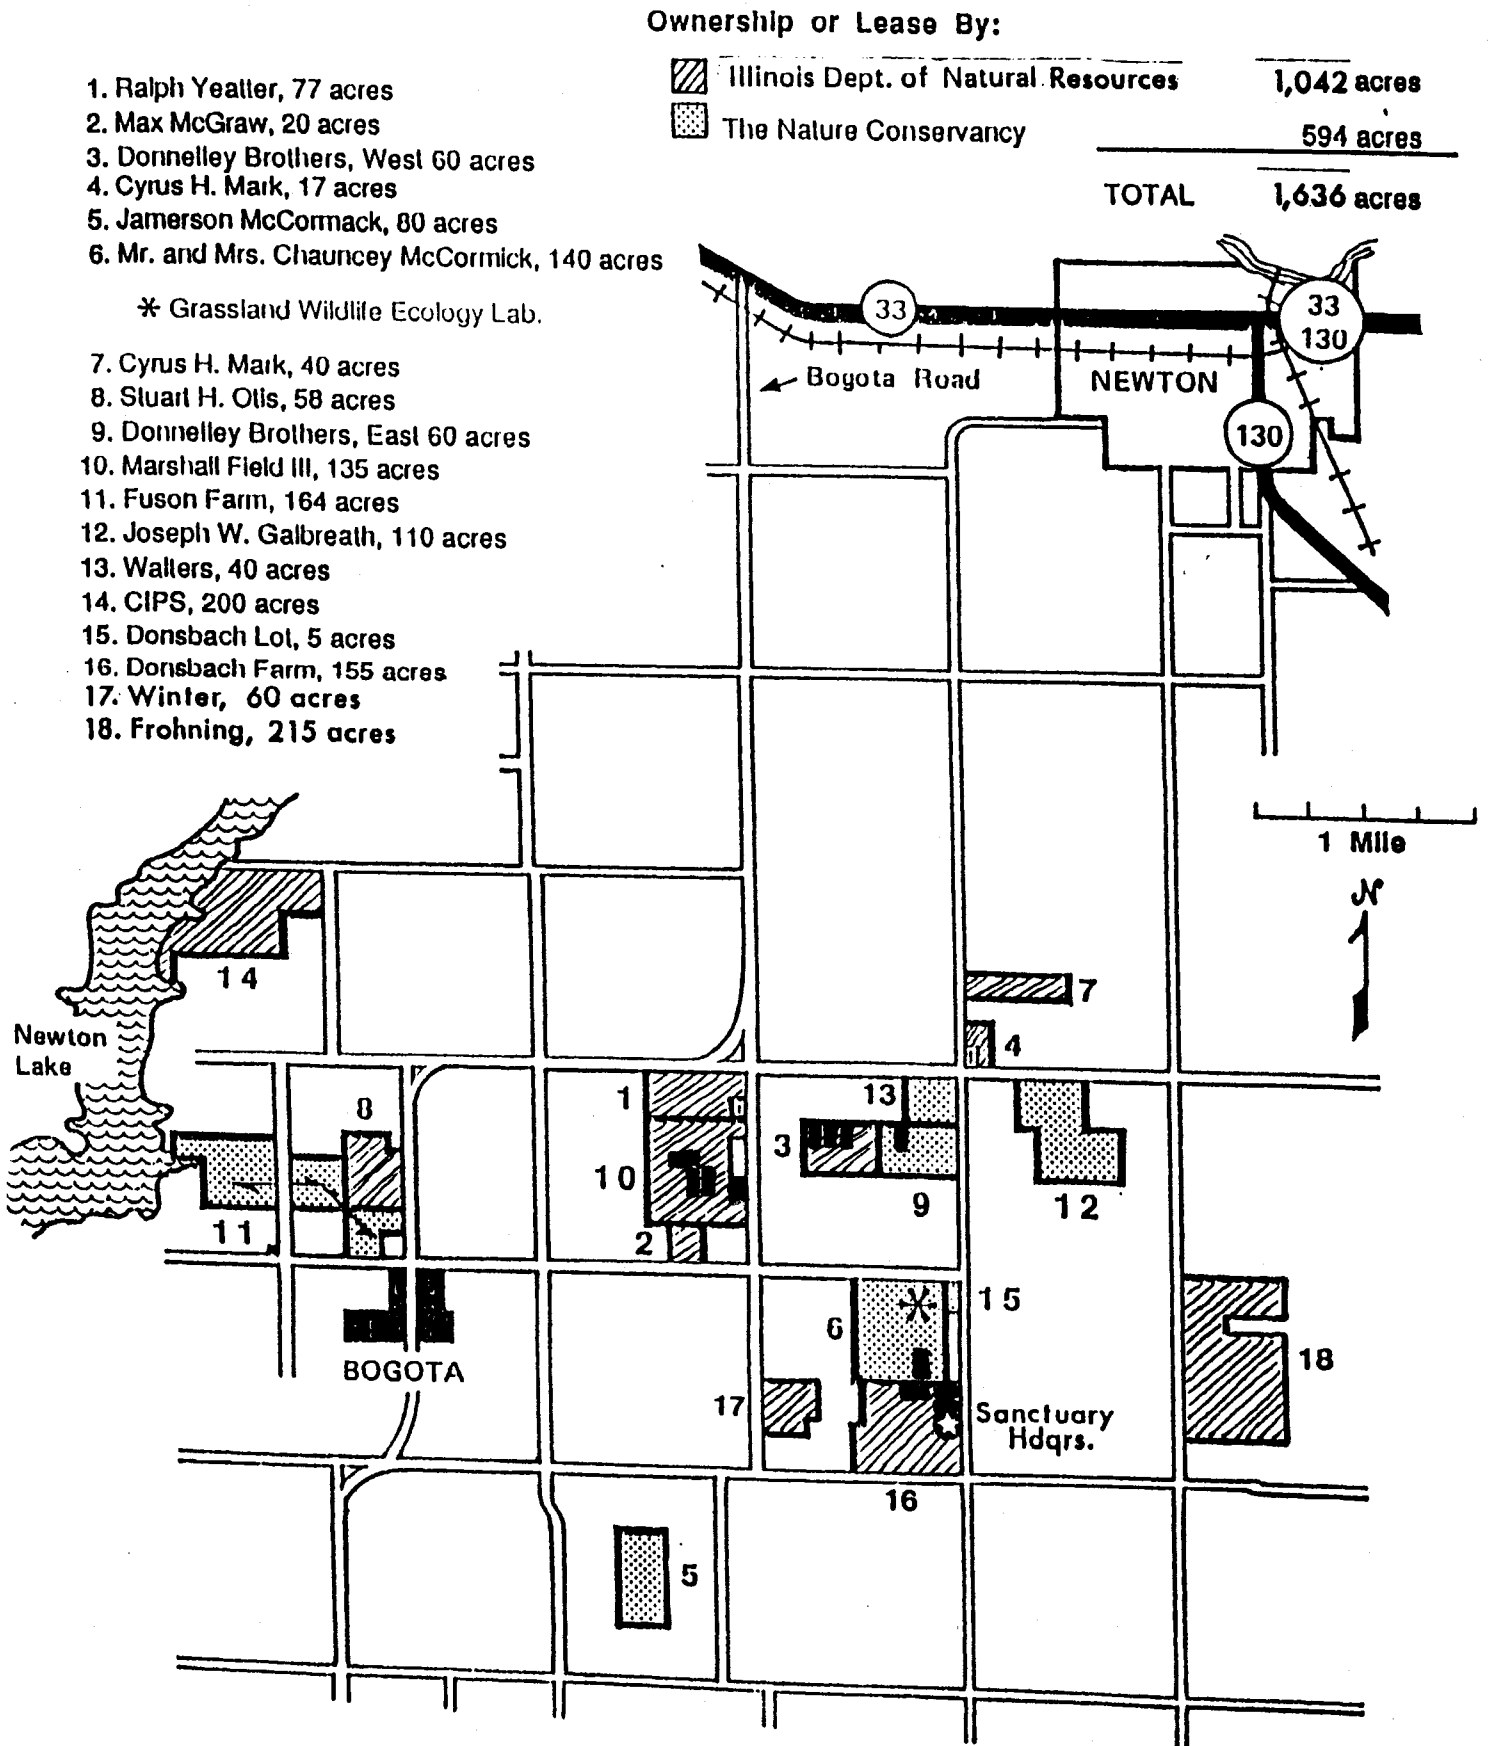 Ownership or Lease By:
Illinois Dept. of Natural Resources 1,042 acres
The Nature Conservancy 594 acres
TOTAL 1,636 acres
1. Ralph Yeatter, 77 acres
2. Max McGraw, 20 acres
3. Donnelley Brothers, West 60 acres
4. Cyrus H. Mark, 17 acres
5. Jamerson McCormack, 80 acres
6. Mr. and Mrs. Chauncey McCormick, 140 acres
* Grassland Wildlife Ecology Lab.
7. Cyrus H. Mark, 40 acres
8. Stuart H. Otis, 58 acres
9. Donnelley Brothers, East 60 acres
10. Marshall Field III, 135 acres
11. Fuson Farm, 164 acres
12. Joseph W. Galbreath, 110 acres
13. Walters, 40 acres
14. CIPS, 200 acres
15. Donsbach Lot, 5 acres
16. Donsbach Farm, 155 acres
17. Winter, 60 acres
18. Frohning, 215 acres
33
33
130
Bogota Road
NEWTON
130
1 Mile
N
14
7
Newton
Lake
4
1
13
8
3
10
9
12
11
2
15
6
18
BOGOTA
17
Sanctuary
Hdqrs.
16
5